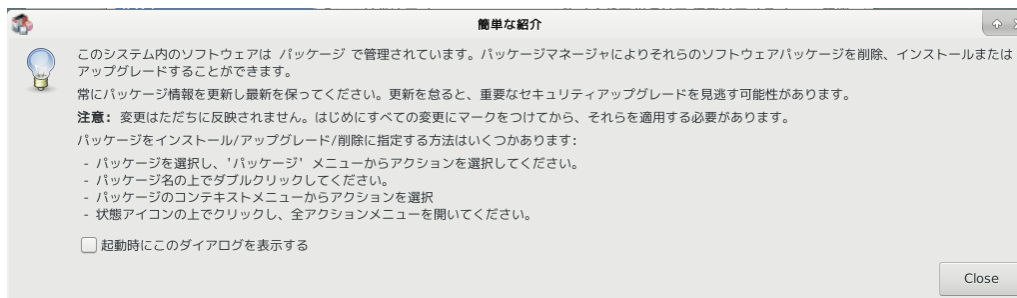 簡単な紹介
このシステム内のソフトウェアは パッケージ で管理されています。パッケージマネージャによりそれらのソフトウェアパッケージを削除、インストールまたは
アップグレードすることができます。
常にパッケージ情報を更新し最新を保ってください。更新を怠ると、重要なセキュリティアップグレードを見逃す可能性があります。
注意: 変更はただちに反映されません。はじめにすべての変更にマークをつけてから、それらを適用する必要があります。
パッケージをインストール/アップグレード/削除に指定する方法はいくつかあります:
- パッケージを選択し、'パッケージ' メニューからアクションを選択してください。
- パッケージ名の上でダブルクリックしてください。
- パッケージのコンテキストメニューからアクションを選択
- 状態アイコンの上でクリックし、全アクションメニューを開いてください。
起動時にこのダイアログを表示する
Close